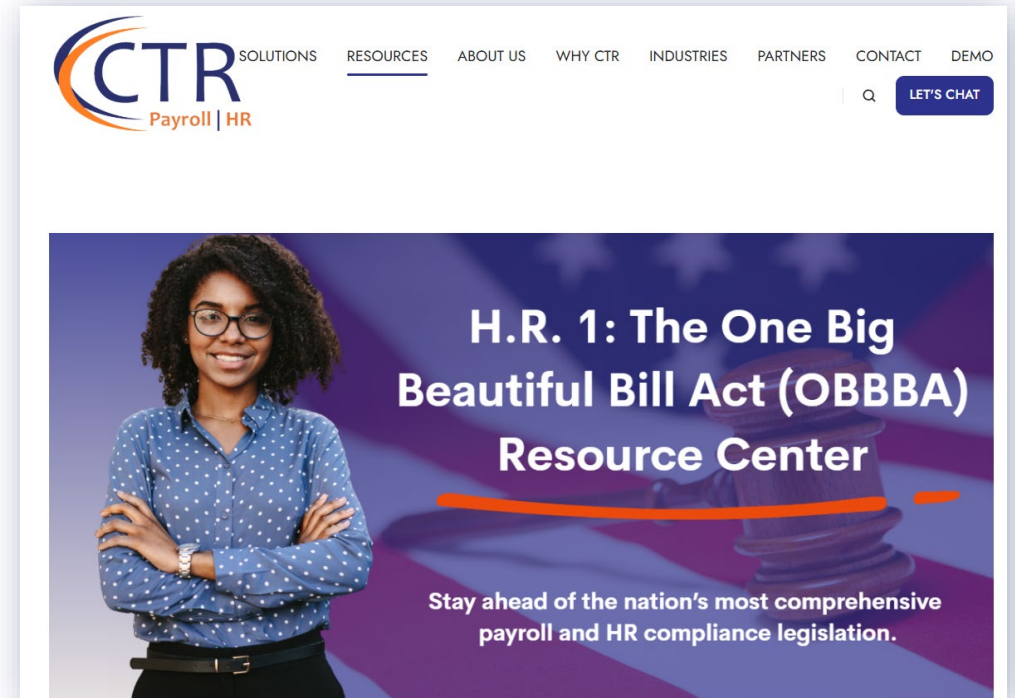 CTR
Payroll | HR
SOLUTIONS RESOURCES ABOUT US WHY CTR INDUSTRIES PARTNERS CONTACT DEMO
LET'S CHAT
H.R. 1: The One Big
Beautiful Bill Act (OBBBA)
Resource Center
Stay ahead of the nation’s most comprehensive
payroll and HR compliance legislation.